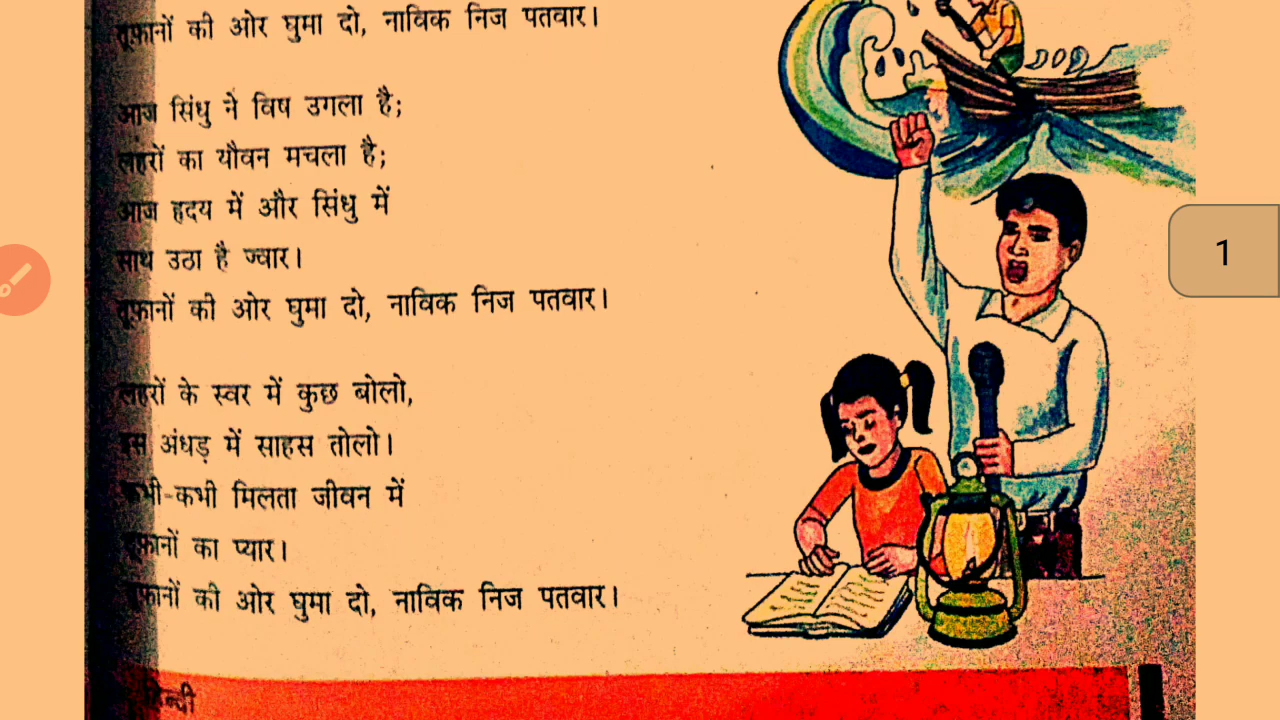 तूफ़ानों की ओर घुमा दो, नाविक निज पतवार।
आज सिंधु ने विष उगला है;
लहरों का यौवन मचला है;
आज हृदय में और सिंधु में
साथ उठा है ज्वार।
तूफ़ानों की ओर घुमा दो, नाविक निज पतवार।
लहरों के स्वर में कुछ बोलो,
इस अंधड़ में साहस तोलो।
कभी-कभी मिलता जीवन में
तूफ़ानों का प्यार।
तूफ़ानों की ओर घुमा दो, नाविक निज पतवार।
हिन्दी
1